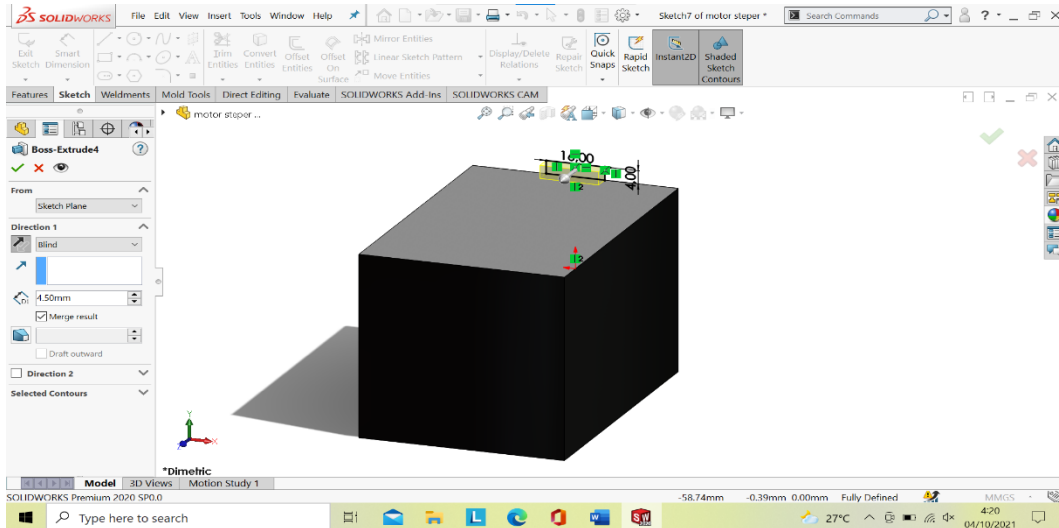 SOLIDWORKS File Edit View Insert Tools Window Help Sketch7 of motor steper * Search Commands ?
Exit Sketch
Smart Dimension
Trim Entities
Convert Entities
Offset Entities
Offset On Surface
Mirror Entities
Linear Sketch Pattern
Move Entities
Display/Delete Relations
Repair Sketch
Quick Snaps
Rapid Sketch
Instant2D
Shaded Sketch Contours
Features Sketch Weldments Mold Tools Direct Editing Evaluate SOLIDWORKS Add-Ins SOLIDWORKS CAM
motor steper ...
Boss-Extrude4
From
Sketch Plane
Direction 1
Blind
4.50mm
Merge result
Draft outward
Direction 2
Selected Contours
16,00
4,00
2
2
Y
X
*Dimetric
Model 3D Views Motion Study 1
SOLIDWORKS Premium 2020 SP0.0 -58.74mm -0.39mm 0.00mm Fully Defined MMGS
Type here to search 27°C 4:20
04/10/2021